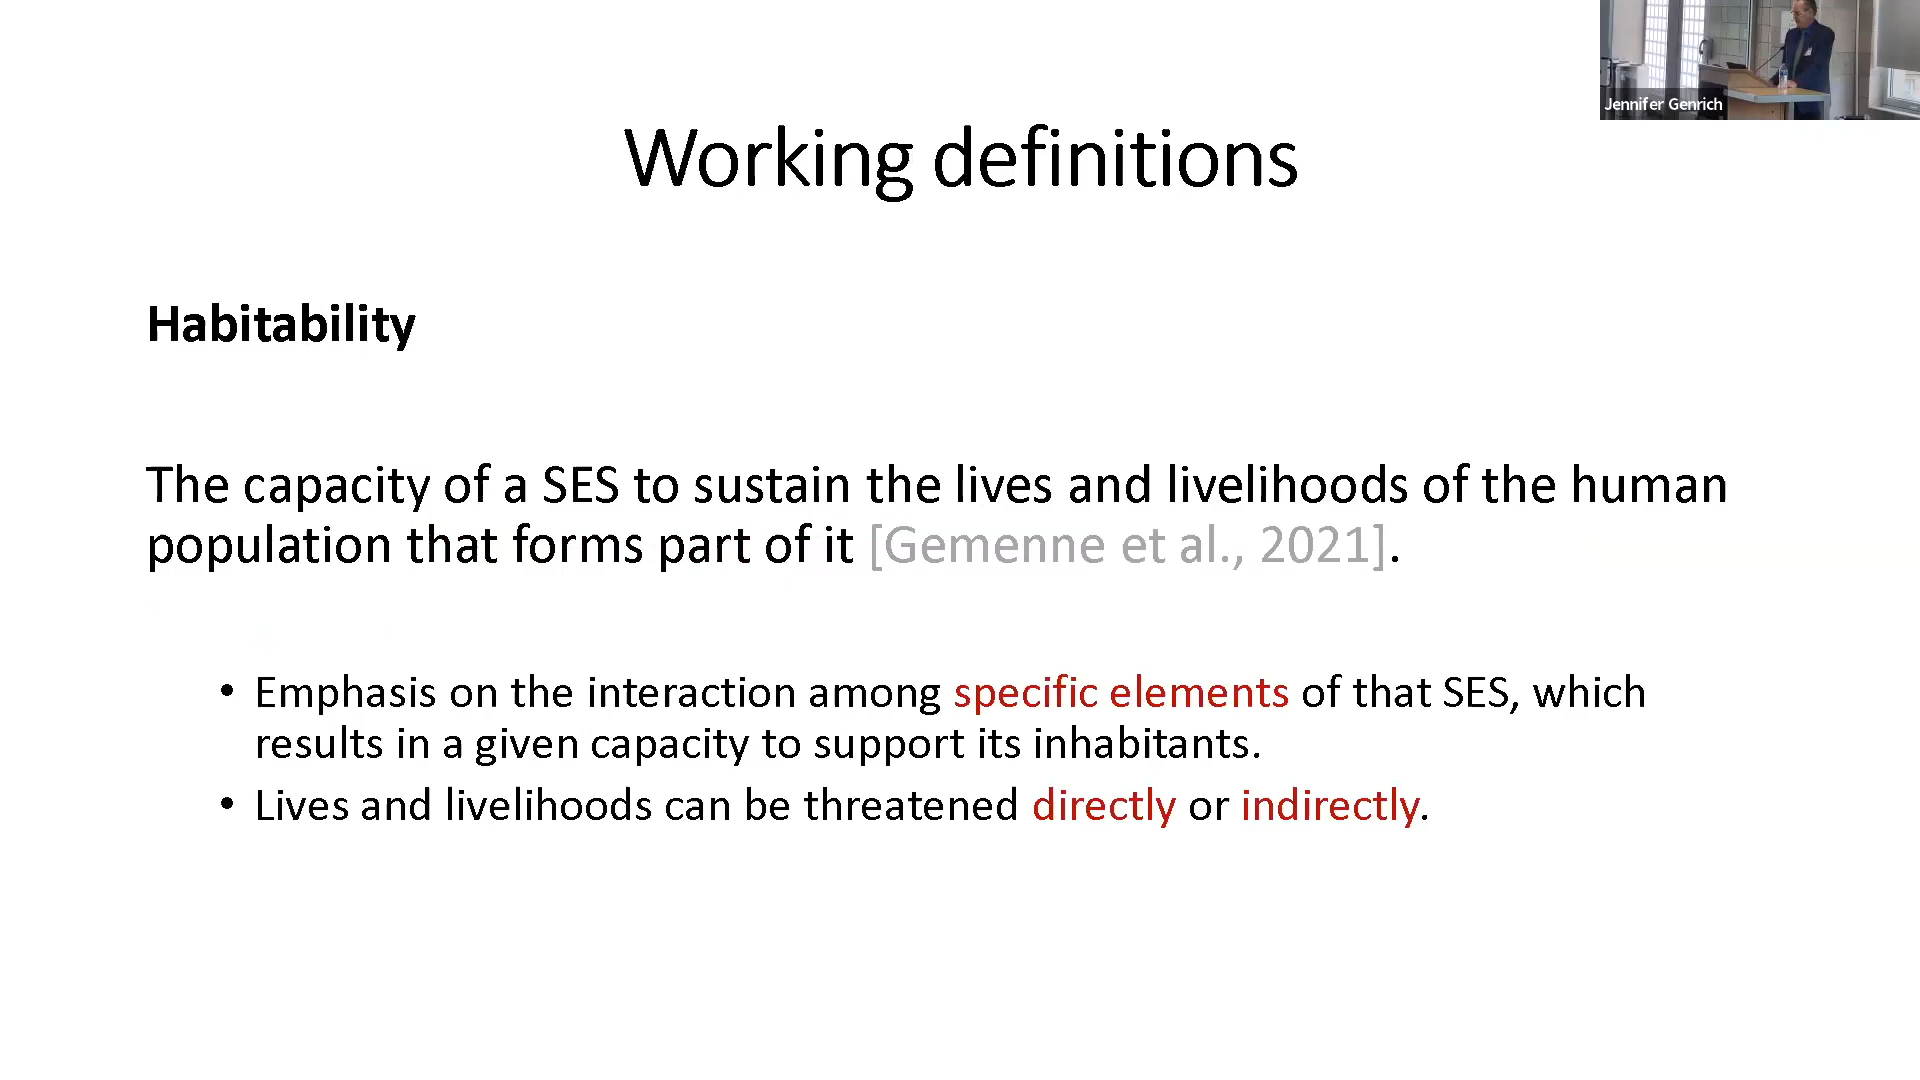 Jennifer Genrich
Working definitions
Habitability
The capacity of a SES to sustain the lives and livelihoods of the human
population that forms part of it [Gemenne et al., 2021].
• Emphasis on the interaction among specific elements of that SES, which
results in a given capacity to support its inhabitants.
• Lives and livelihoods can be threatened directly or indirectly.